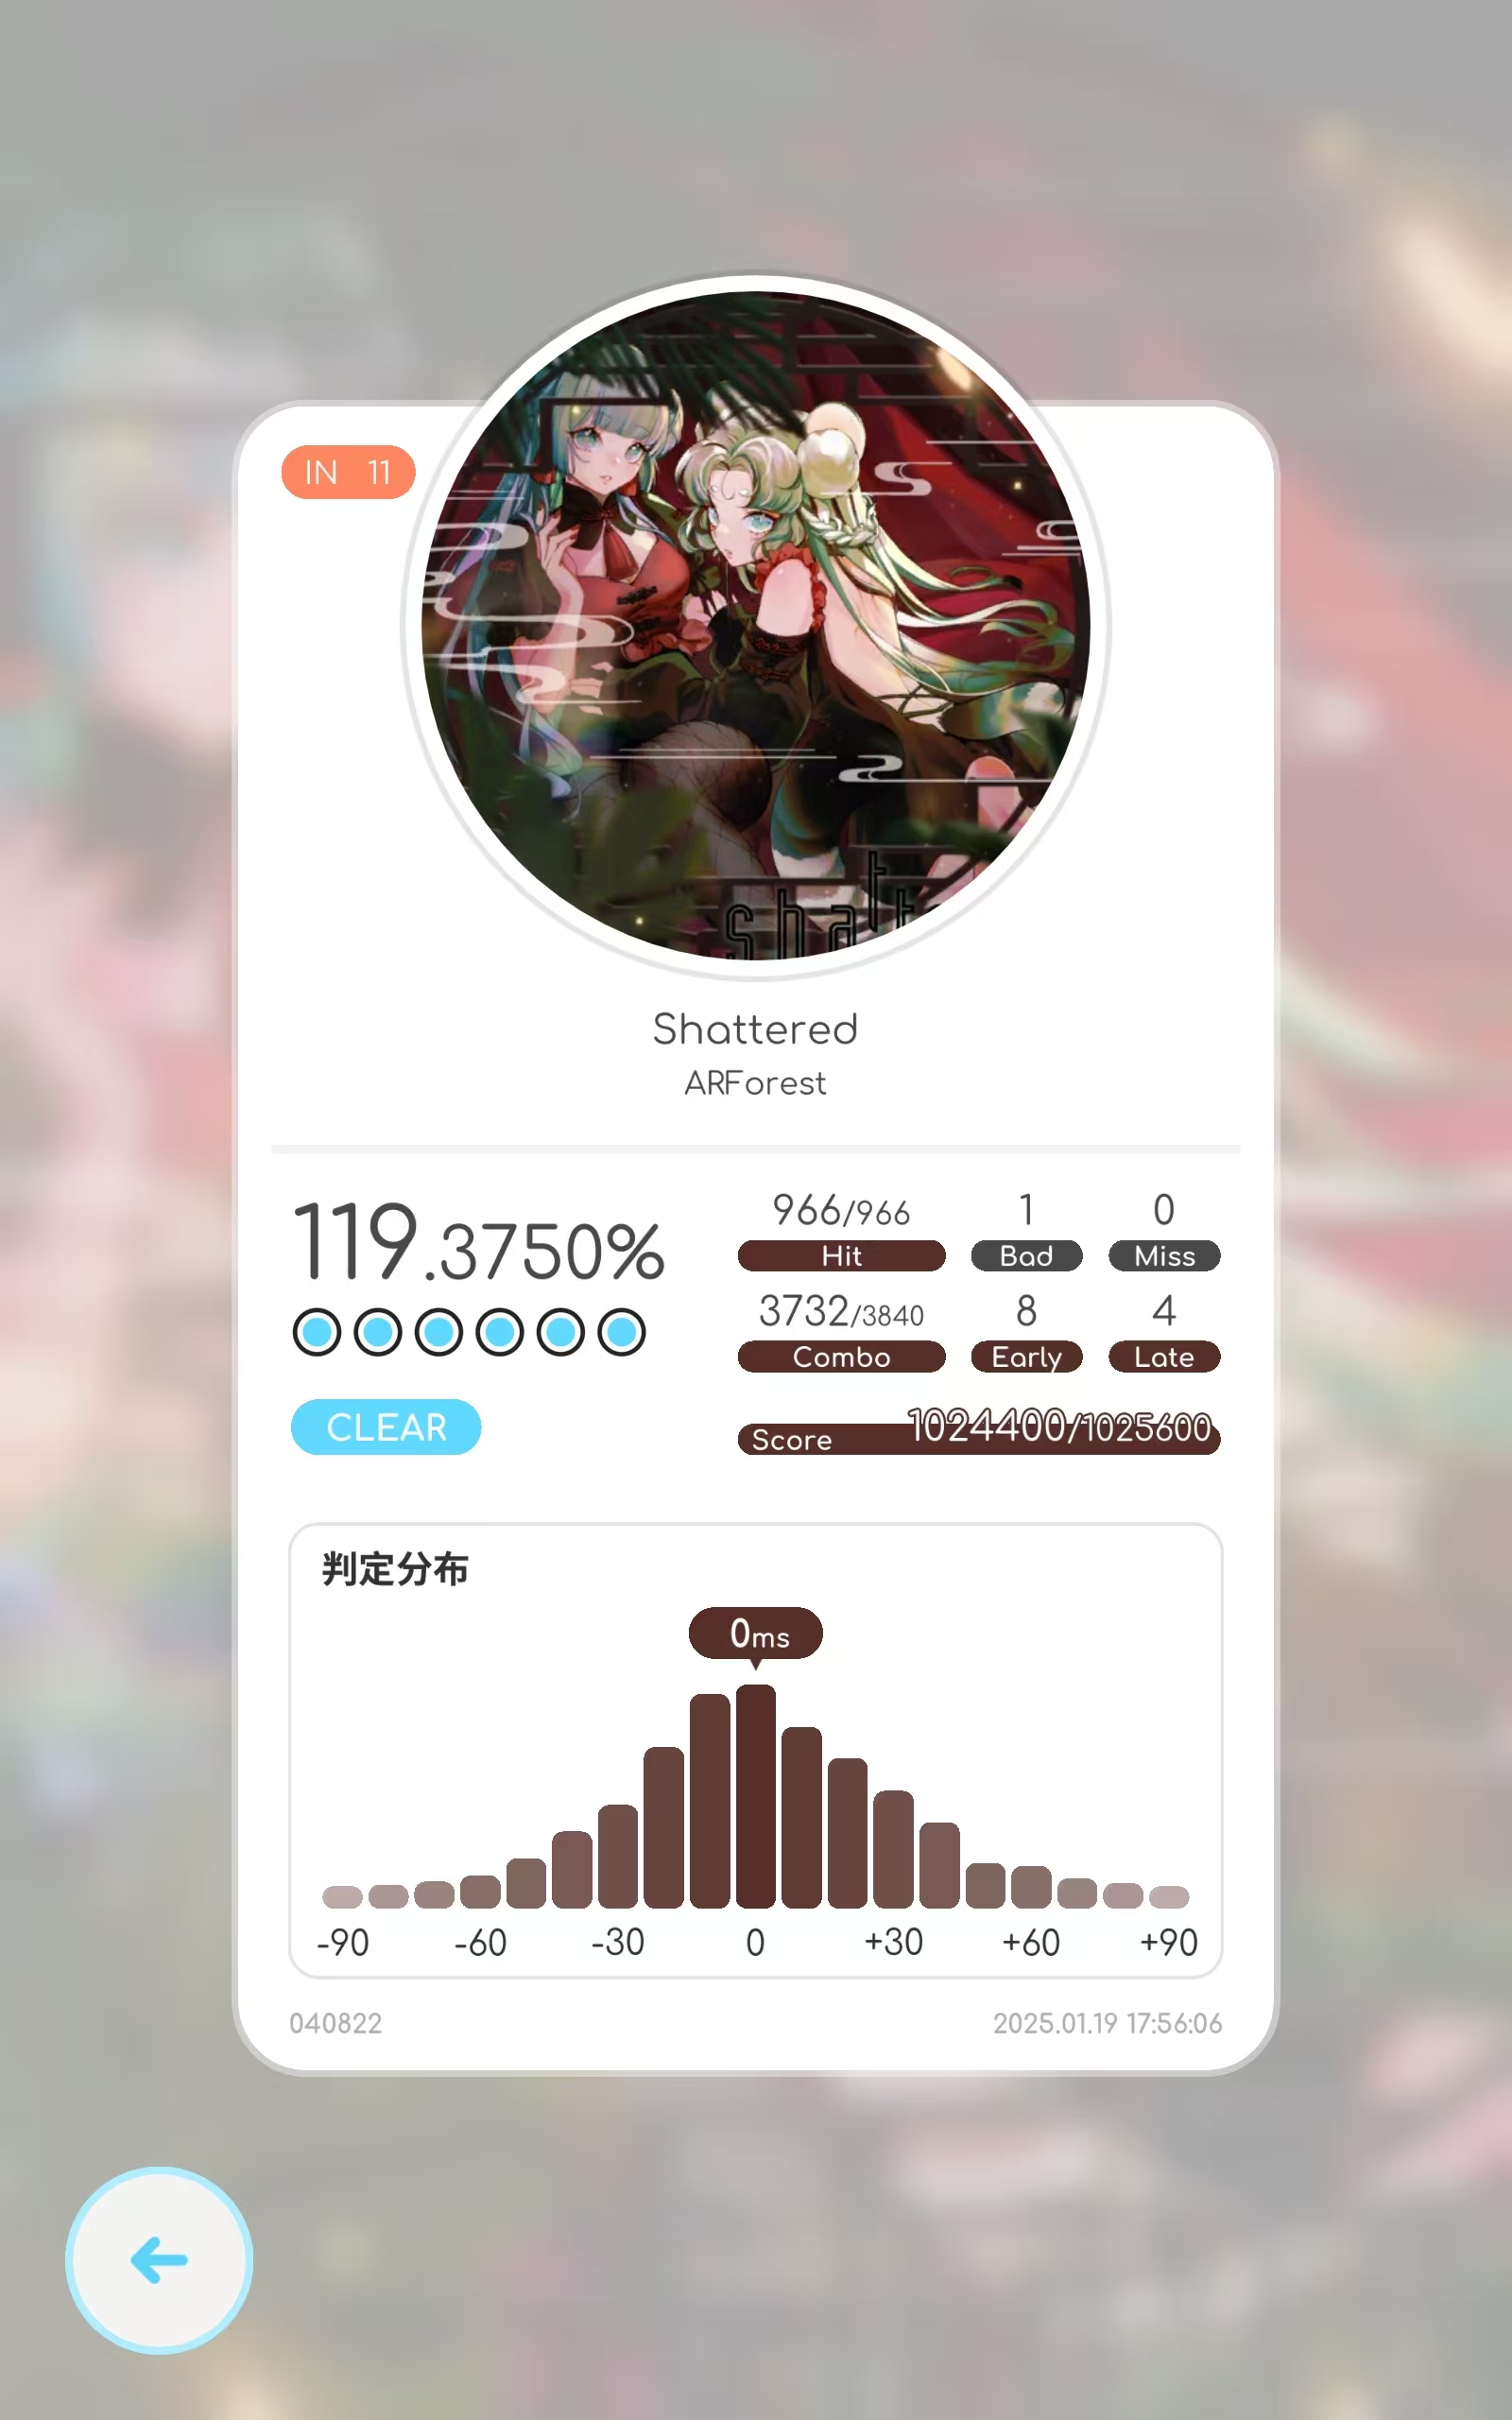 IN 11
shatt
Shattered
ARForest
119.3750%
966/966 1 0
Hit Bad Miss
3732/3840 8 4
Combo Early Late
CLEAR
Score 1024400/1025600
判定分布
0ms
-90 -60 -30 0 +30 +60 +90
040822 2025.01.19 17:56:06